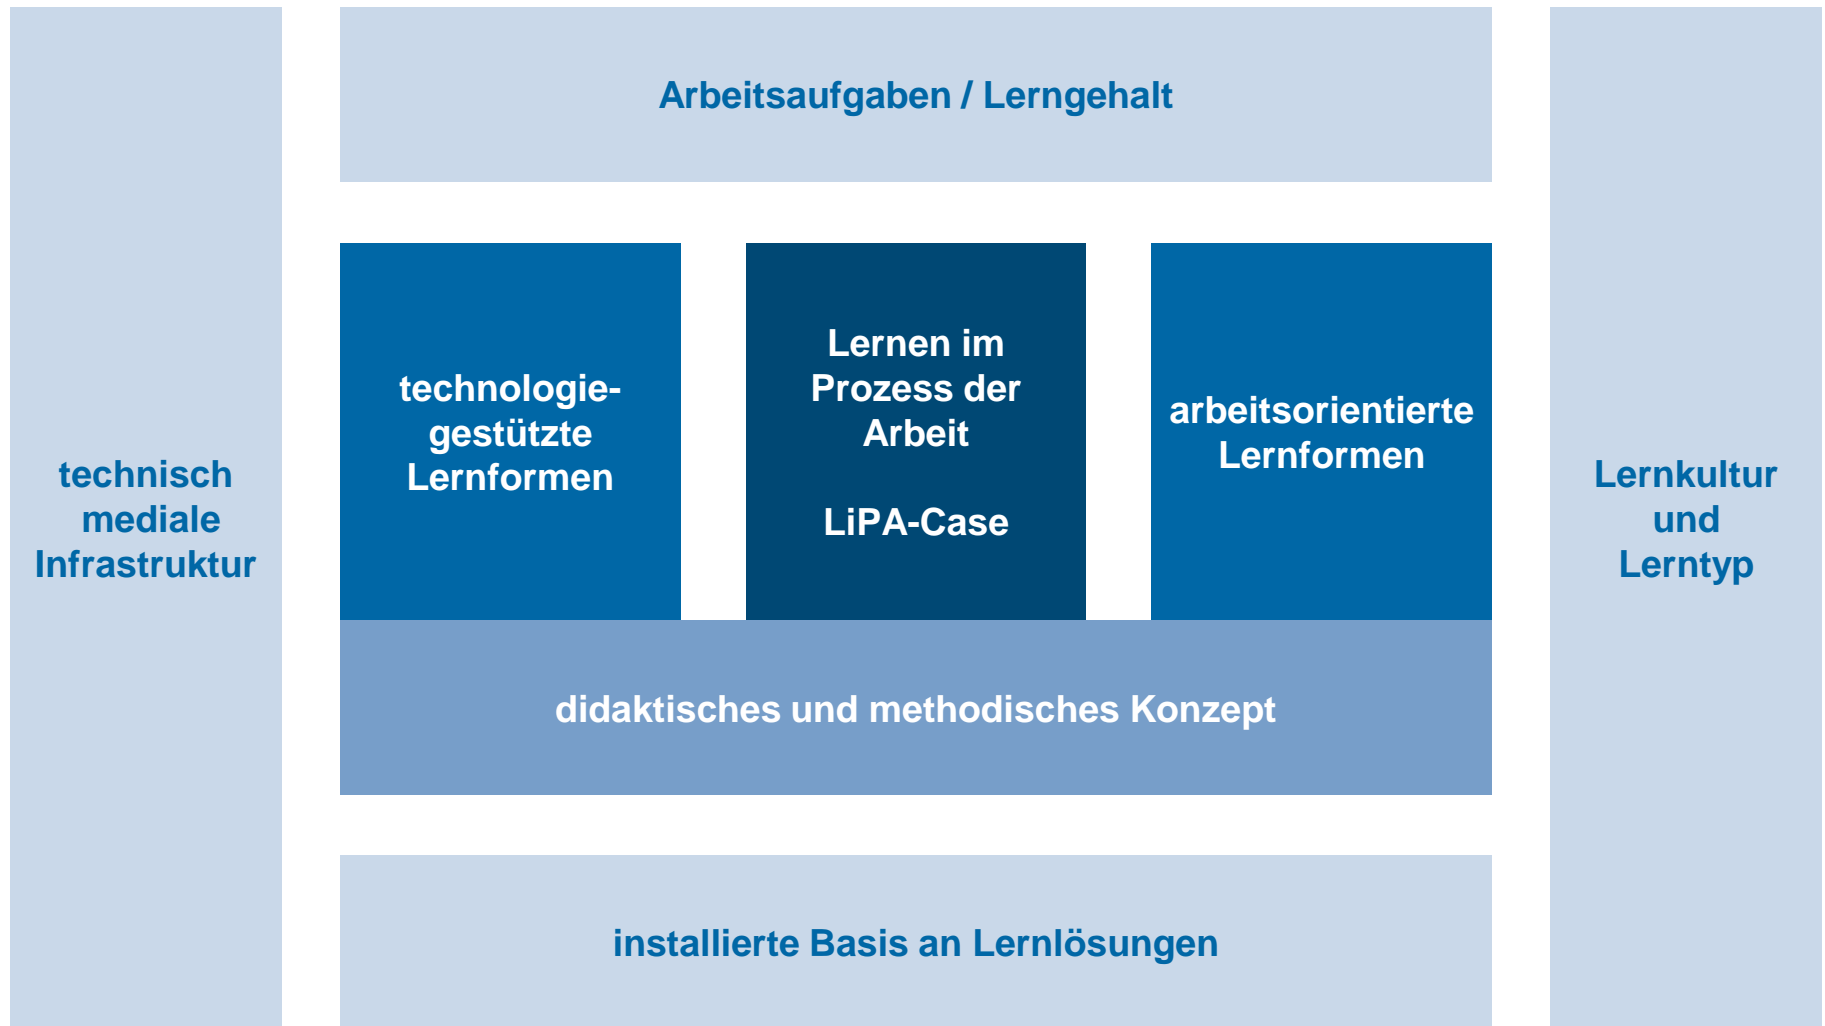 Arbeitsaufgaben / Lerngehalt
technologie-
gestützte
Lernformen
Lernen im
Prozess der
Arbeit
LiPA-Case
arbeitsorientierte
Lernformen
technisch
mediale
Infrastruktur
Lernkultur
und
Lerntyp
didaktisches und methodisches Konzept
installierte Basis an Lernlösungen